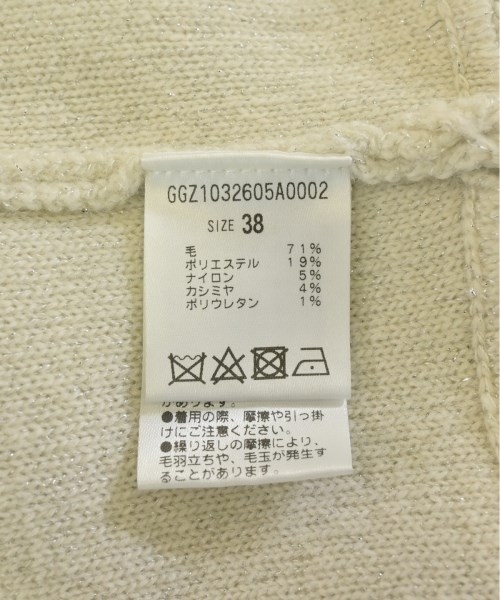 GGZ1032605A0002
SIZE 38
毛 71%
ポリエステル 19%
ナイロン 5%
カシミヤ 4%
ポリウレタン 1%
があります。
●着用の際、摩擦や引っ掛
けにご注意ください。
●繰り返しの摩擦により、
毛羽立ちや、毛玉が発生す
ることがあります。